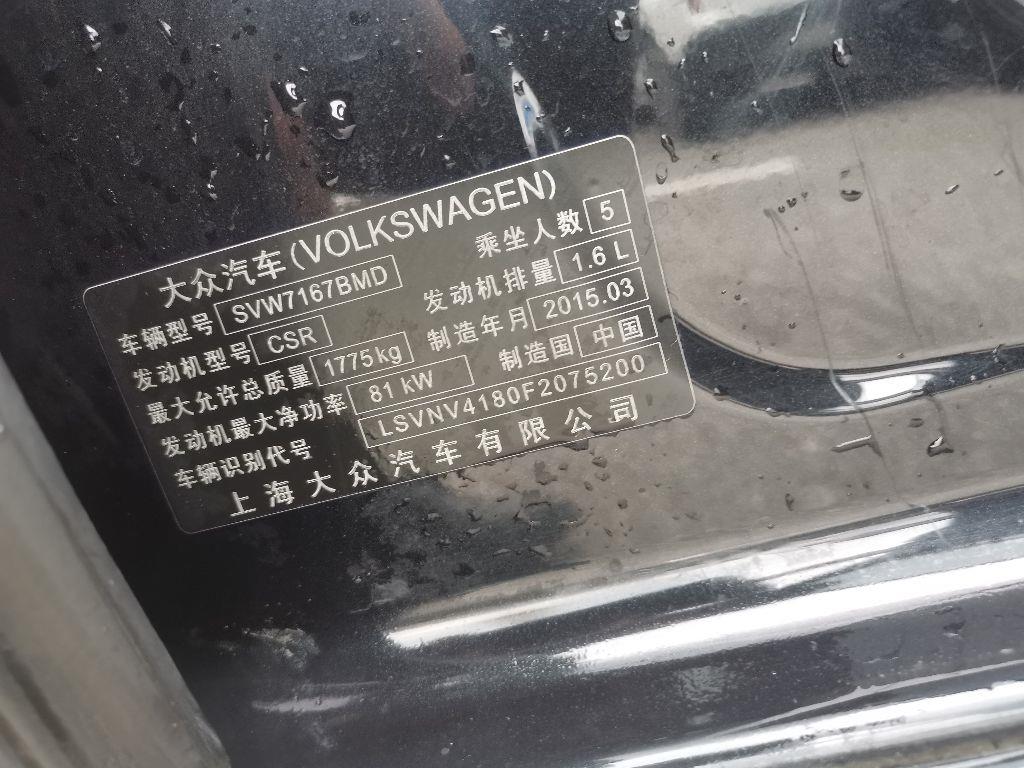 大众汽车(VOLKSWAGEN)
车辆型号 SVW7167BMD 乘坐人数 5
发动机型号 CSR 发动机排量 1.6 L
最大允许总质量 1775kg 制造年月 2015.03
发动机最大净功率 81 kW 制造国 中国
车辆识别代号 LSVNV4180F2075200
上海大众汽车有限公司